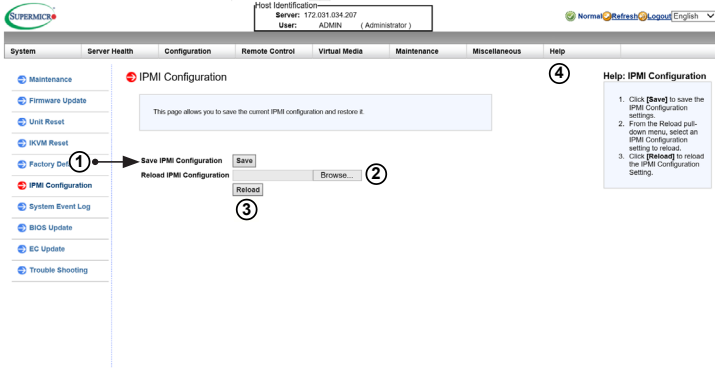 Host Identification
Server: 172.031.034.207
User: ADMIN ( Administrator )
SUPERMICR
Normal Refresh Logout English
System Server Health Configuration Remote Control Virtual Media Maintenance Miscellaneous Help
4
Maintenance
Firmware Update
Unit Reset
IKVM Reset
Factory Def
1
IPMI Configuration
System Event Log
BIOS Update
EC Update
Trouble Shooting
IPMI Configuration
This page allows you to save the current IPMI configuration and restore it.
Save IPMI Configuration Save
Reload IPMI Configuration Browse... 2
Reload
3
Help: IPMI Configuration
1. Click [Save] to save the
IPMI Configuration
settings.
2. From the Reload pull-
down menu, select an
IPMI Configuration
setting to reload.
3. Click [Reload] to reload
the IPMI Configuration
Setting.